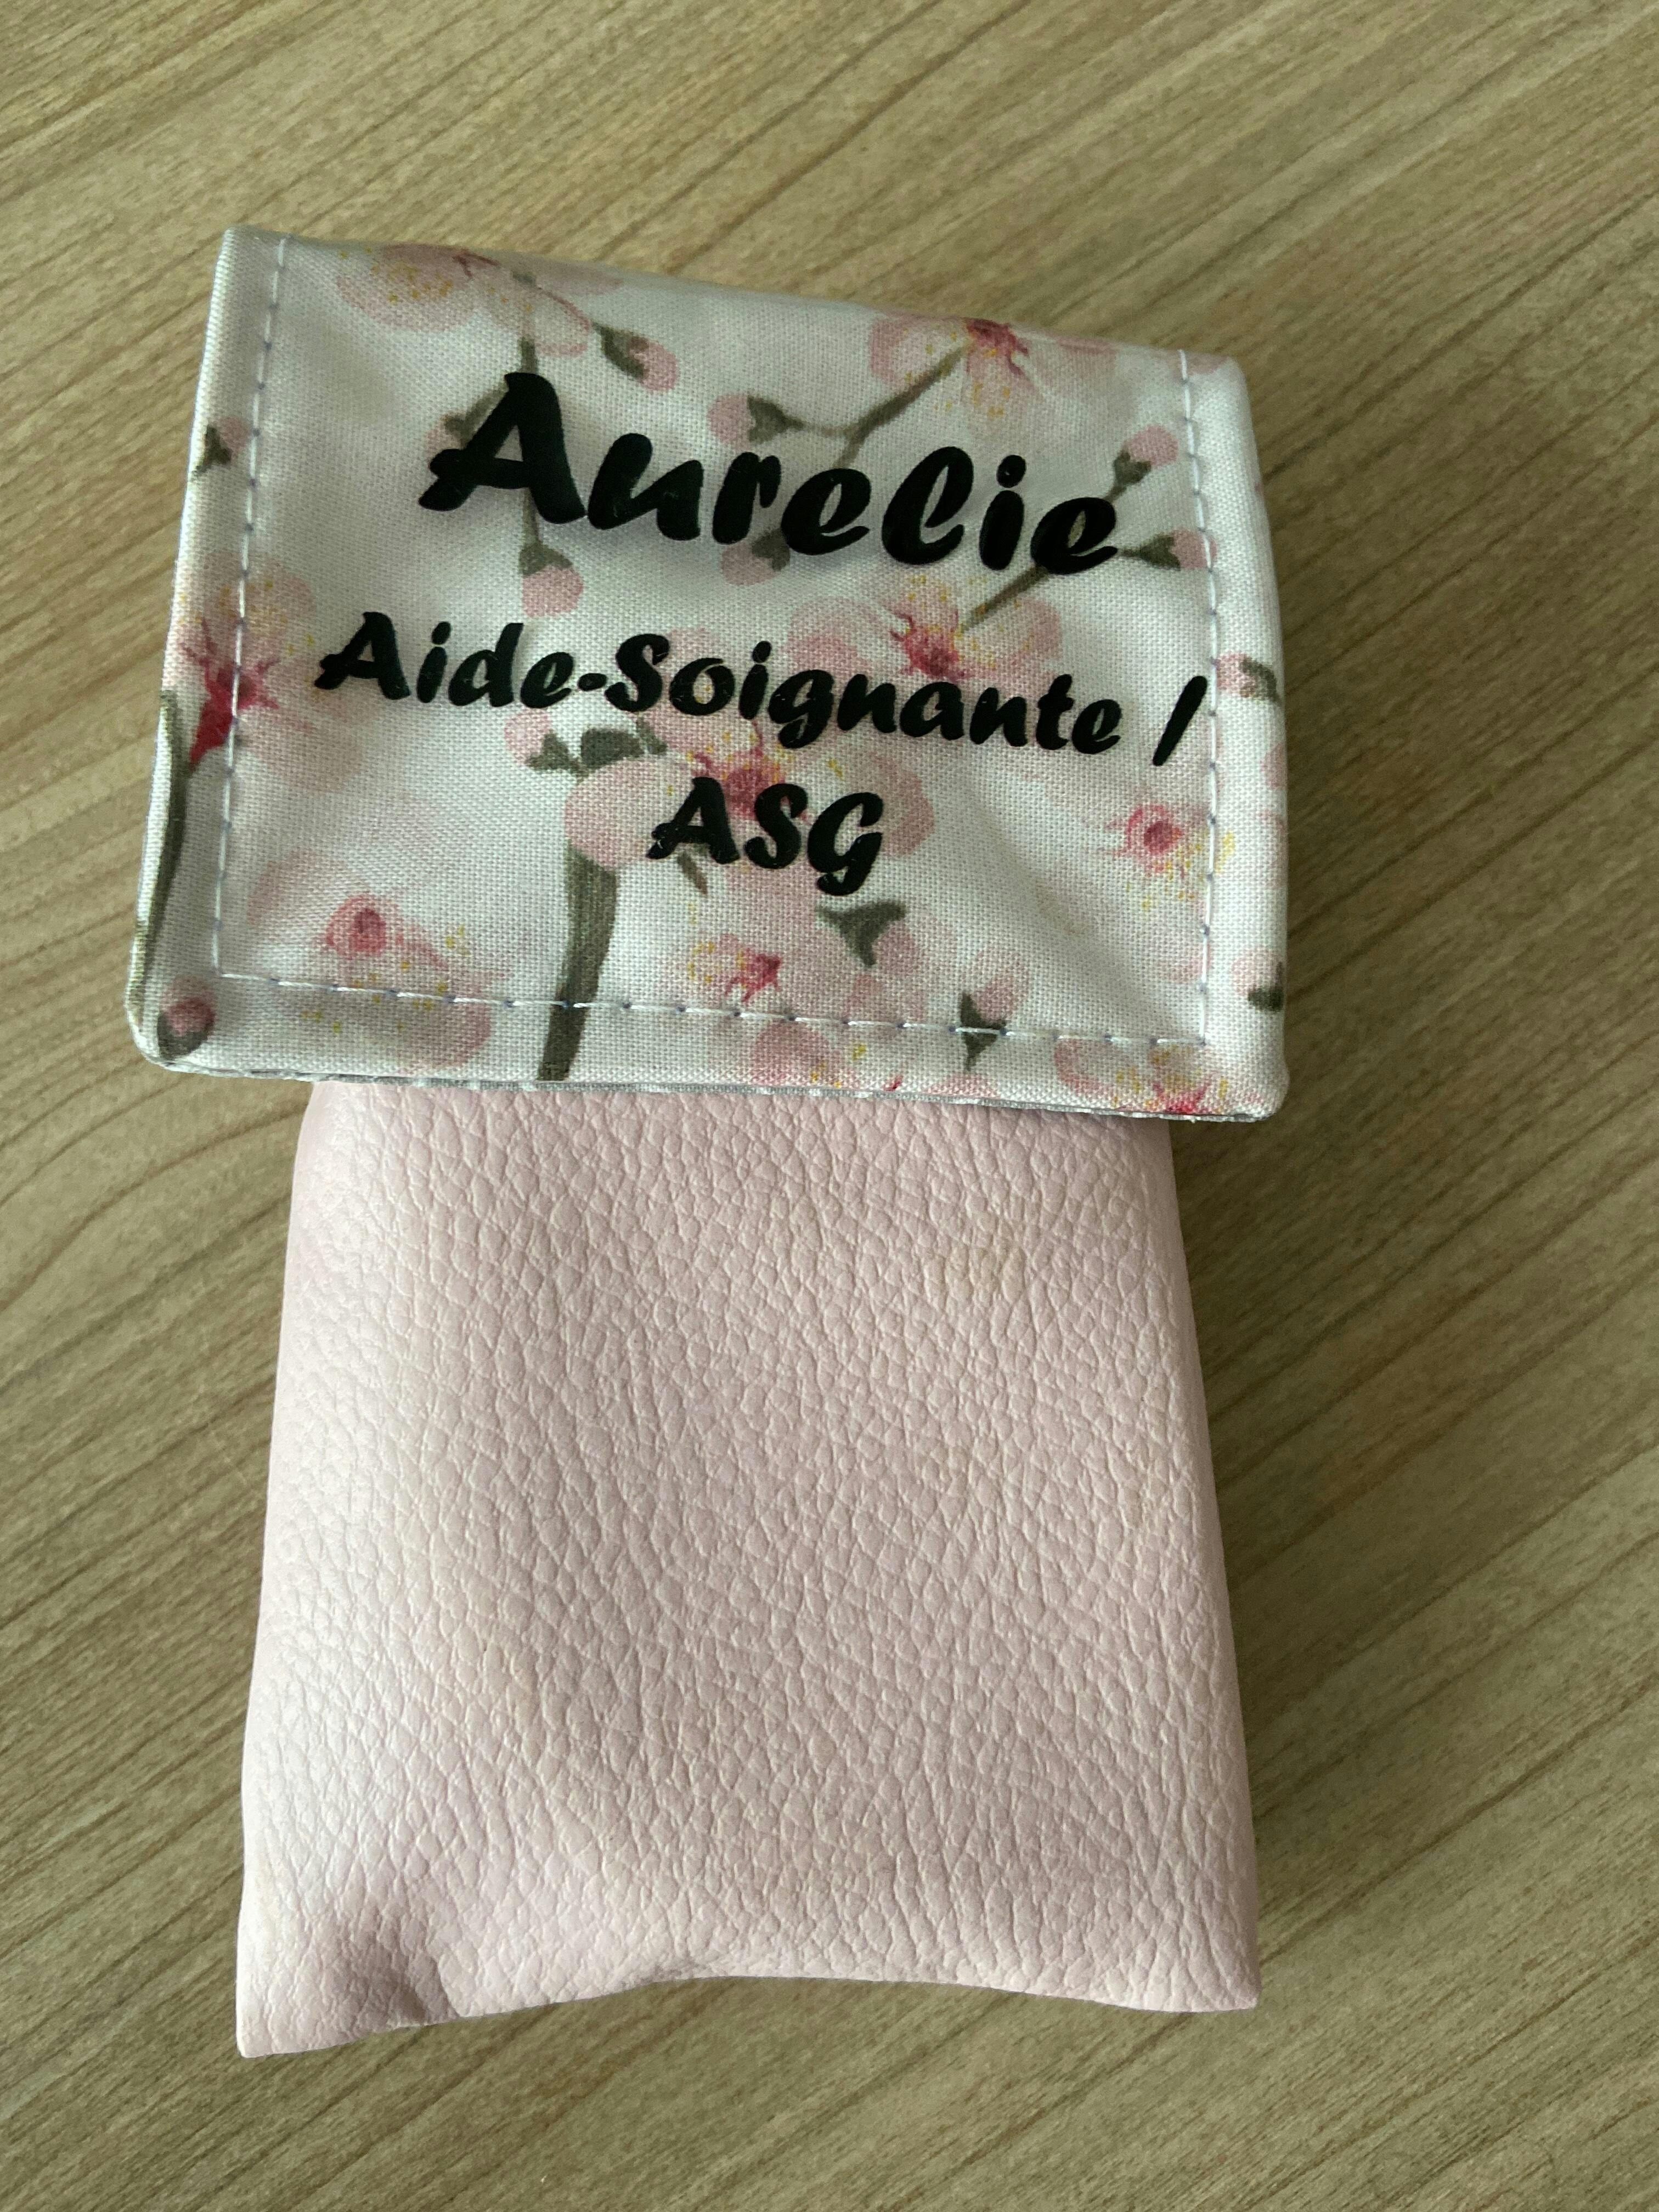 Aurelie
Aide-Soignante /
ASG